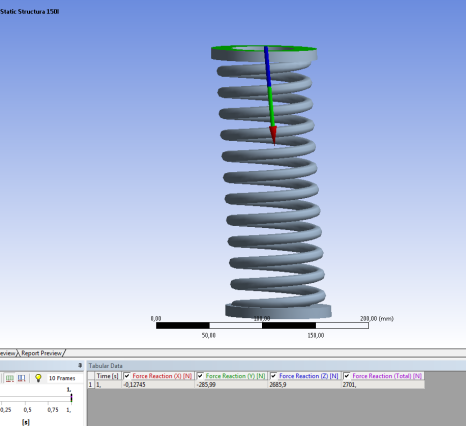 Static Structura 150l
0,00 100,00 200,00 (mm)
50,00 150,00
eview Report Preview
Tabular Data
10 Frames
Time [s] Force Reaction (X) [N] Force Reaction (Y) [N] Force Reaction (Z) [N] Force Reaction (Total) [N]
1 1, -0,12745 -285,99 2685,9 2701,
1,
0,25 0,5 0,75 1,
[s]